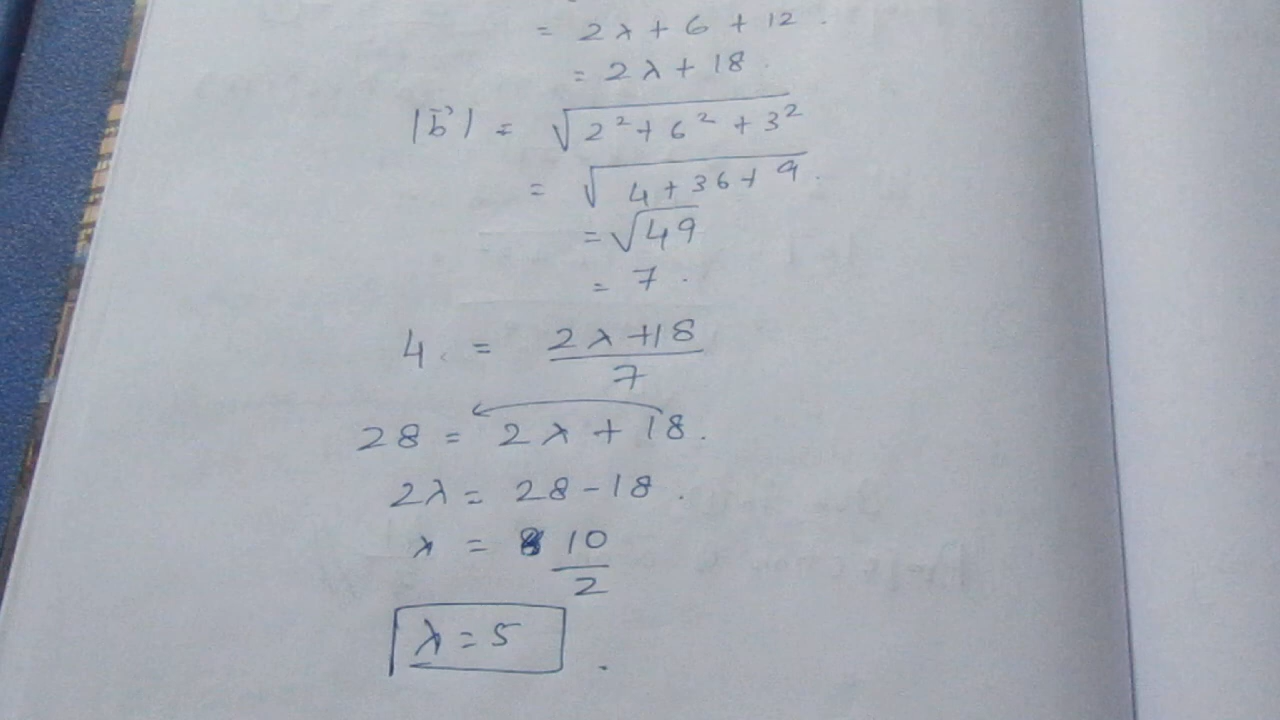 = 2λ + 6 + 12 .
= 2λ + 18 .
|b⃗| = √(2² + 6² + 3²)
= √(4 + 36 + 9) .
= √49
= 7 .
4 = (2λ + 18)/7
28 = 2λ + 18 .
2λ = 28 - 18 .
λ = 10/2
λ = 5 .